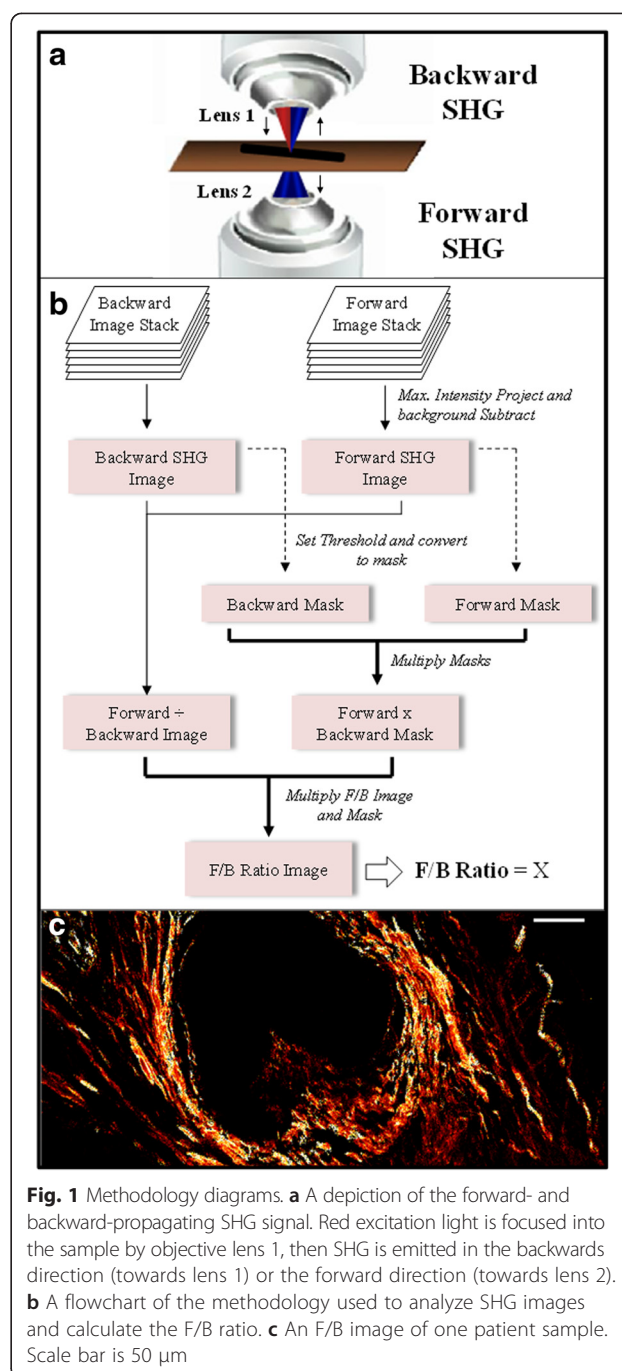 a
Backward
SHG
Lens 1
Lens 2
Forward
SHG
b
Backward
Image Stack
Forward
Image Stack
Max. Intensity Project and
background Subtract
Backward SHG
Image
Forward SHG
Image
Set Threshold and convert
to mask
Backward Mask
Forward Mask
Multiply Masks
Forward ÷
Backward Image
Forward x
Backward Mask
Multiply F/B Image
and Mask
F/B Ratio Image
F/B Ratio = X
c
Fig. 1 Methodology diagrams. a A depiction of the forward- and
backward-propagating SHG signal. Red excitation light is focused into
the sample by objective lens 1, then SHG is emitted in the backwards
direction (towards lens 1) or the forward direction (towards lens 2).
b A flowchart of the methodology used to analyze SHG images
and calculate the F/B ratio. c An F/B image of one patient sample.
Scale bar is 50 μm